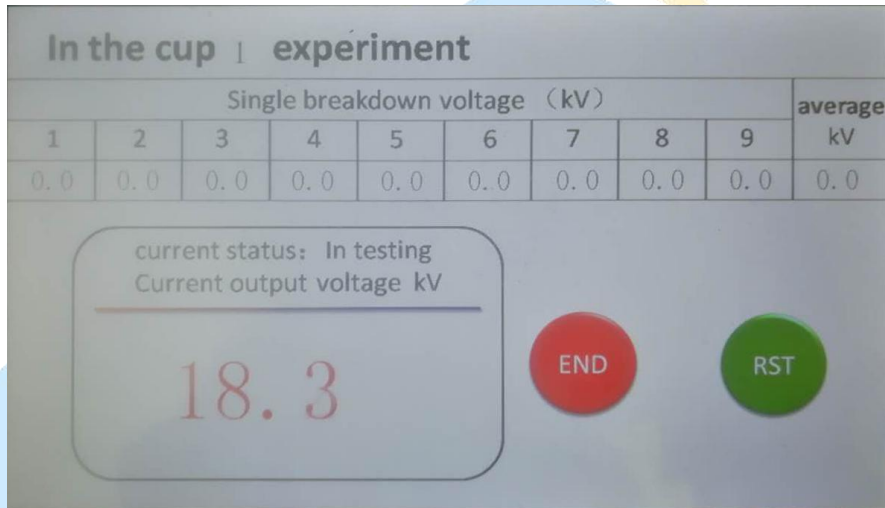 In the cup 1 experiment
Single breakdown voltage （kV） average
1 2 3 4 5 6 7 8 9 kV
0.0 0.0 0.0 0.0 0.0 0.0 0.0 0.0 0.0 0.0
current status： In testing
Current output voltage kV
18.3
END
RST